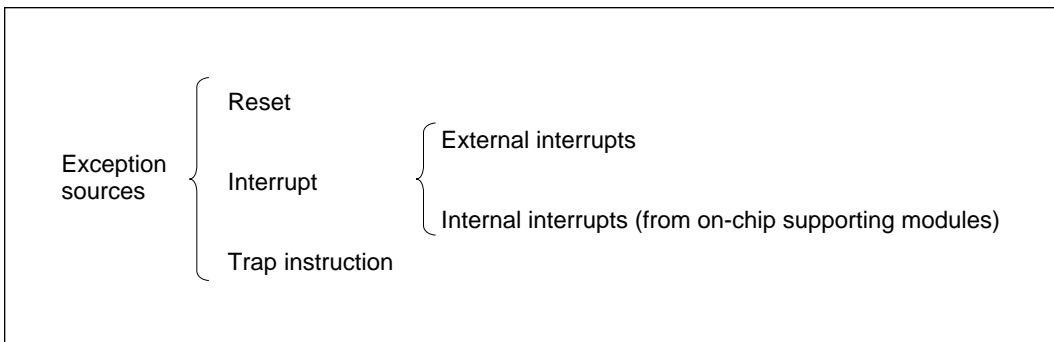 Exception
sources
Reset
Interrupt
Trap instruction
External interrupts
Internal interrupts (from on-chip supporting modules)